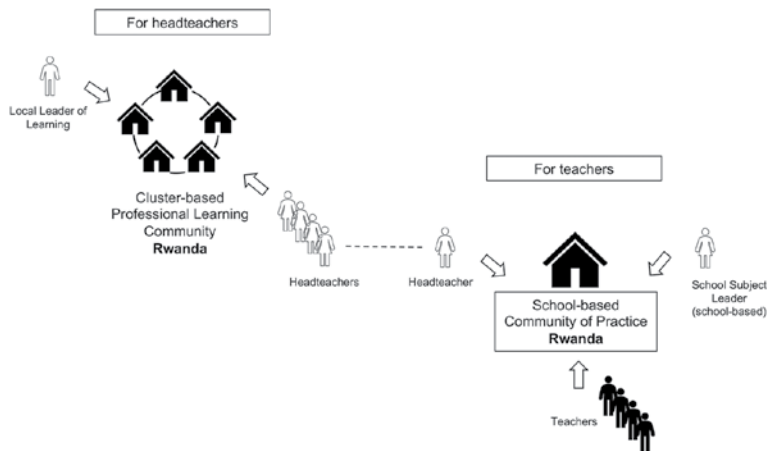 For headteachers
Local Leader of
Learning
Cluster-based
Professional Learning
Community
Rwanda
Headteachers
For teachers
Headteacher
School Subject
Leader
(school-based)
School-based
Community of Practice
Rwanda
Teachers